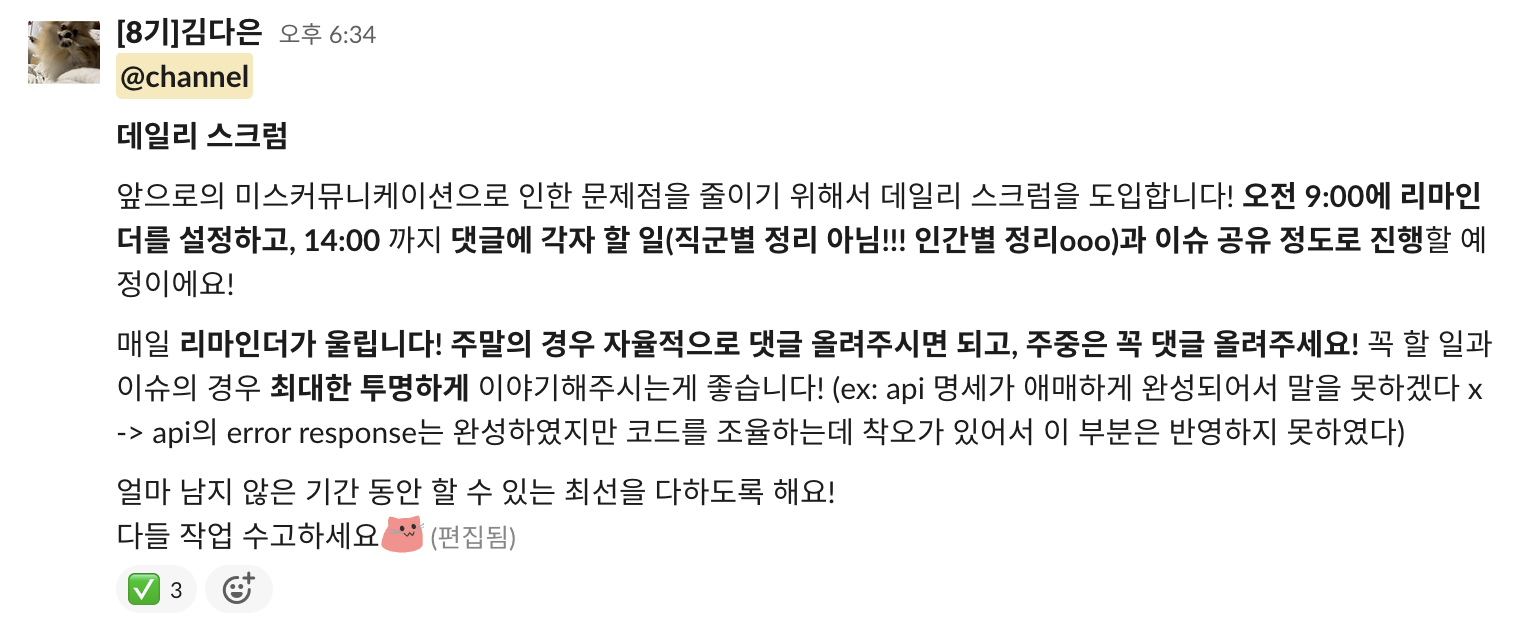 [8기]김다은 오후 6:34
@channel
데일리 스크럼
앞으로의 미스커뮤니케이션으로 인한 문제점을 줄이기 위해서 데일리 스크럼을 도입합니다! 오전 9:00에 리마인
더를 설정하고, 14:00 까지 댓글에 각자 할 일(직군별 정리 아님!!! 인간별 정리ooo)과 이슈 공유 정도로 진행할 예
정이에요!
매일 리마인더가 울립니다! 주말의 경우 자율적으로 댓글 올려주시면 되고, 주중은 꼭 댓글 올려주세요! 꼭 할 일과
이슈의 경우 최대한 투명하게 이야기해주시는게 좋습니다! (ex: api 명세가 애매하게 완성되어서 말을 못하겠다 x
-> api의 error response는 완성하였지만 코드를 조율하는데 착오가 있어서 이 부분은 반영하지 못하였다)
얼마 남지 않은 기간 동안 할 수 있는 최선을 다하도록 해요!
다들 작업 수고하세요 (편집됨)
3